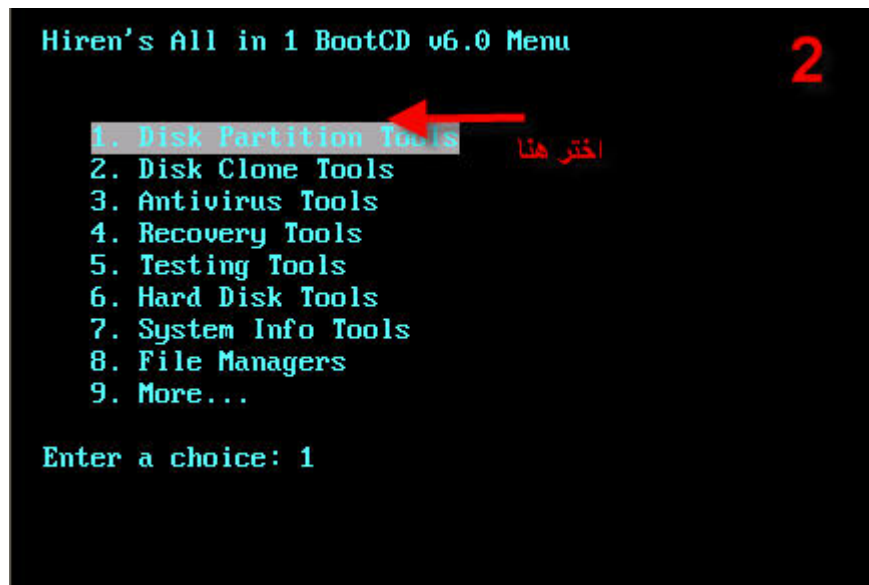 Hiren's All in 1 BootCD v6.0 Menu
2
1. Disk Partition Tools
اختر هنا
2. Disk Clone Tools
3. Antivirus Tools
4. Recovery Tools
5. Testing Tools
6. Hard Disk Tools
7. System Info Tools
8. File Managers
9. More...
Enter a choice: 1